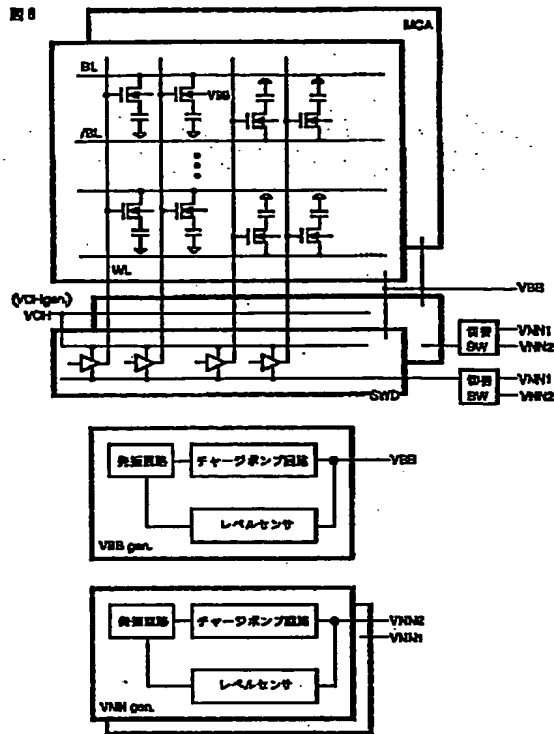 図6
MCA
BL
VBB
/BL
WL
VBB
(VCHgen.)
VCH
切替
SW
VNN1
VNN2
SWD
切替
SW
VNN1
VNN2
発振回路
チャージポンプ回路
VBB
レベルセンサ
VBB gen.
発振回路
チャージポンプ回路
VNN2
VNN1
レベルセンサ
VNN gen.